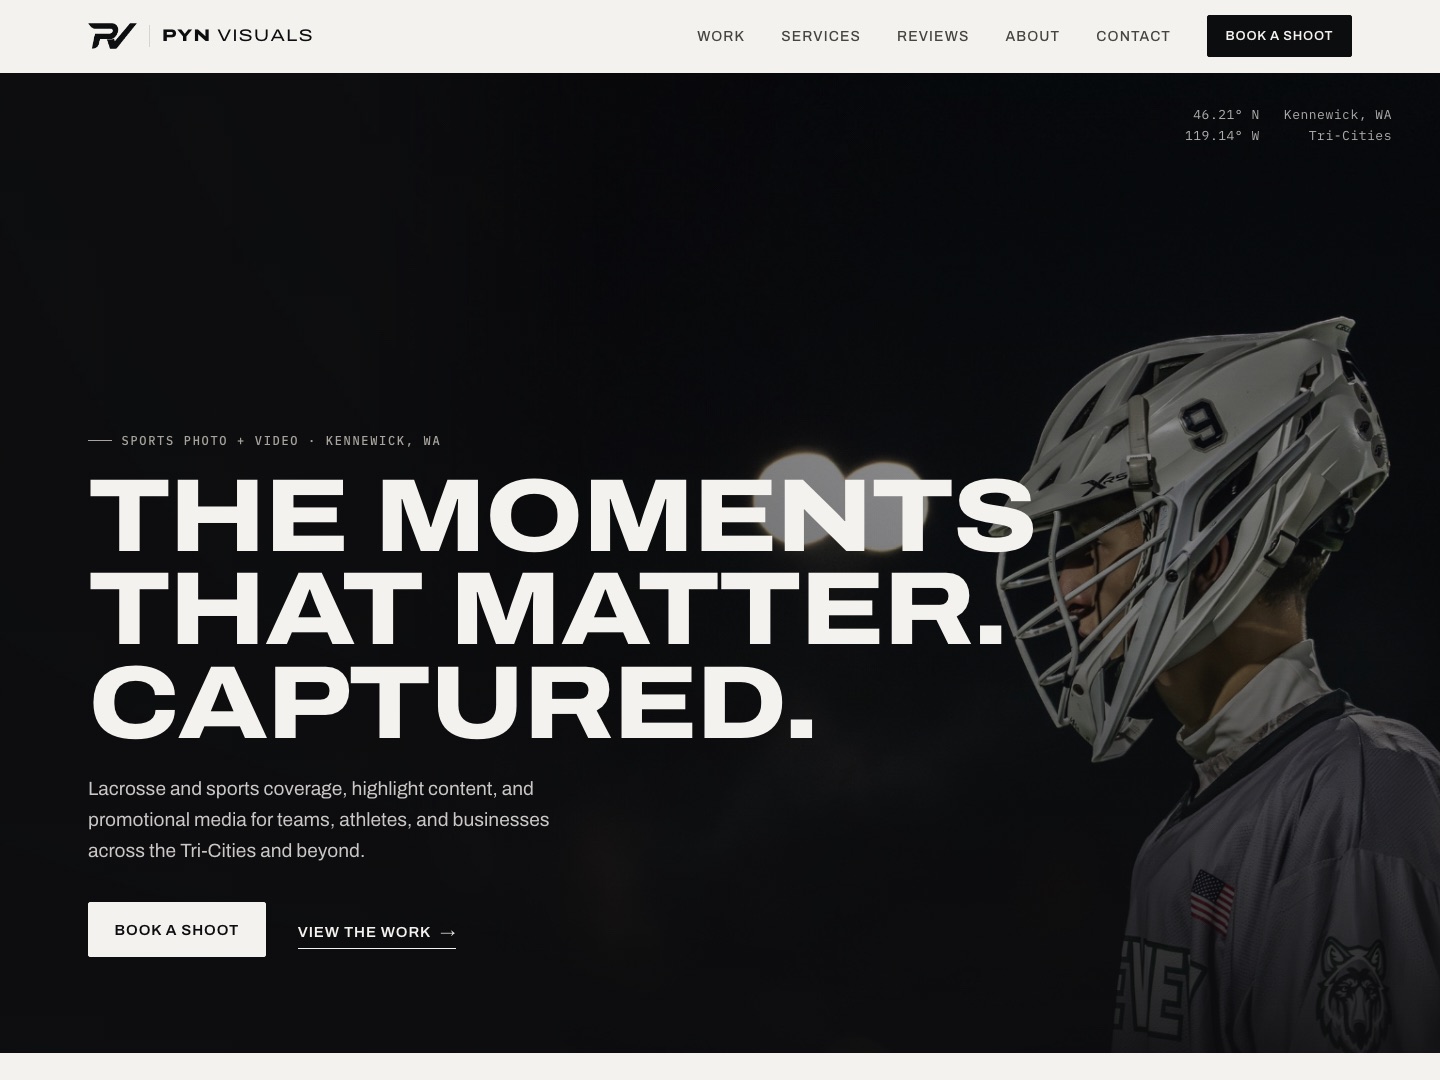 PYN VISUALS
WORK SERVICES REVIEWS ABOUT CONTACT BOOK A SHOOT
46.21° N Kennewick, WA
119.14° W Tri-Cities
9
XRS
SPORTS PHOTO + VIDEO · KENNEWICK, WA
THE MOMENTS
THAT MATTER.
CAPTURED.
Lacrosse and sports coverage, highlight content, and
promotional media for teams, athletes, and businesses
across the Tri-Cities and beyond.
BOOK A SHOOT VIEW THE WORK →